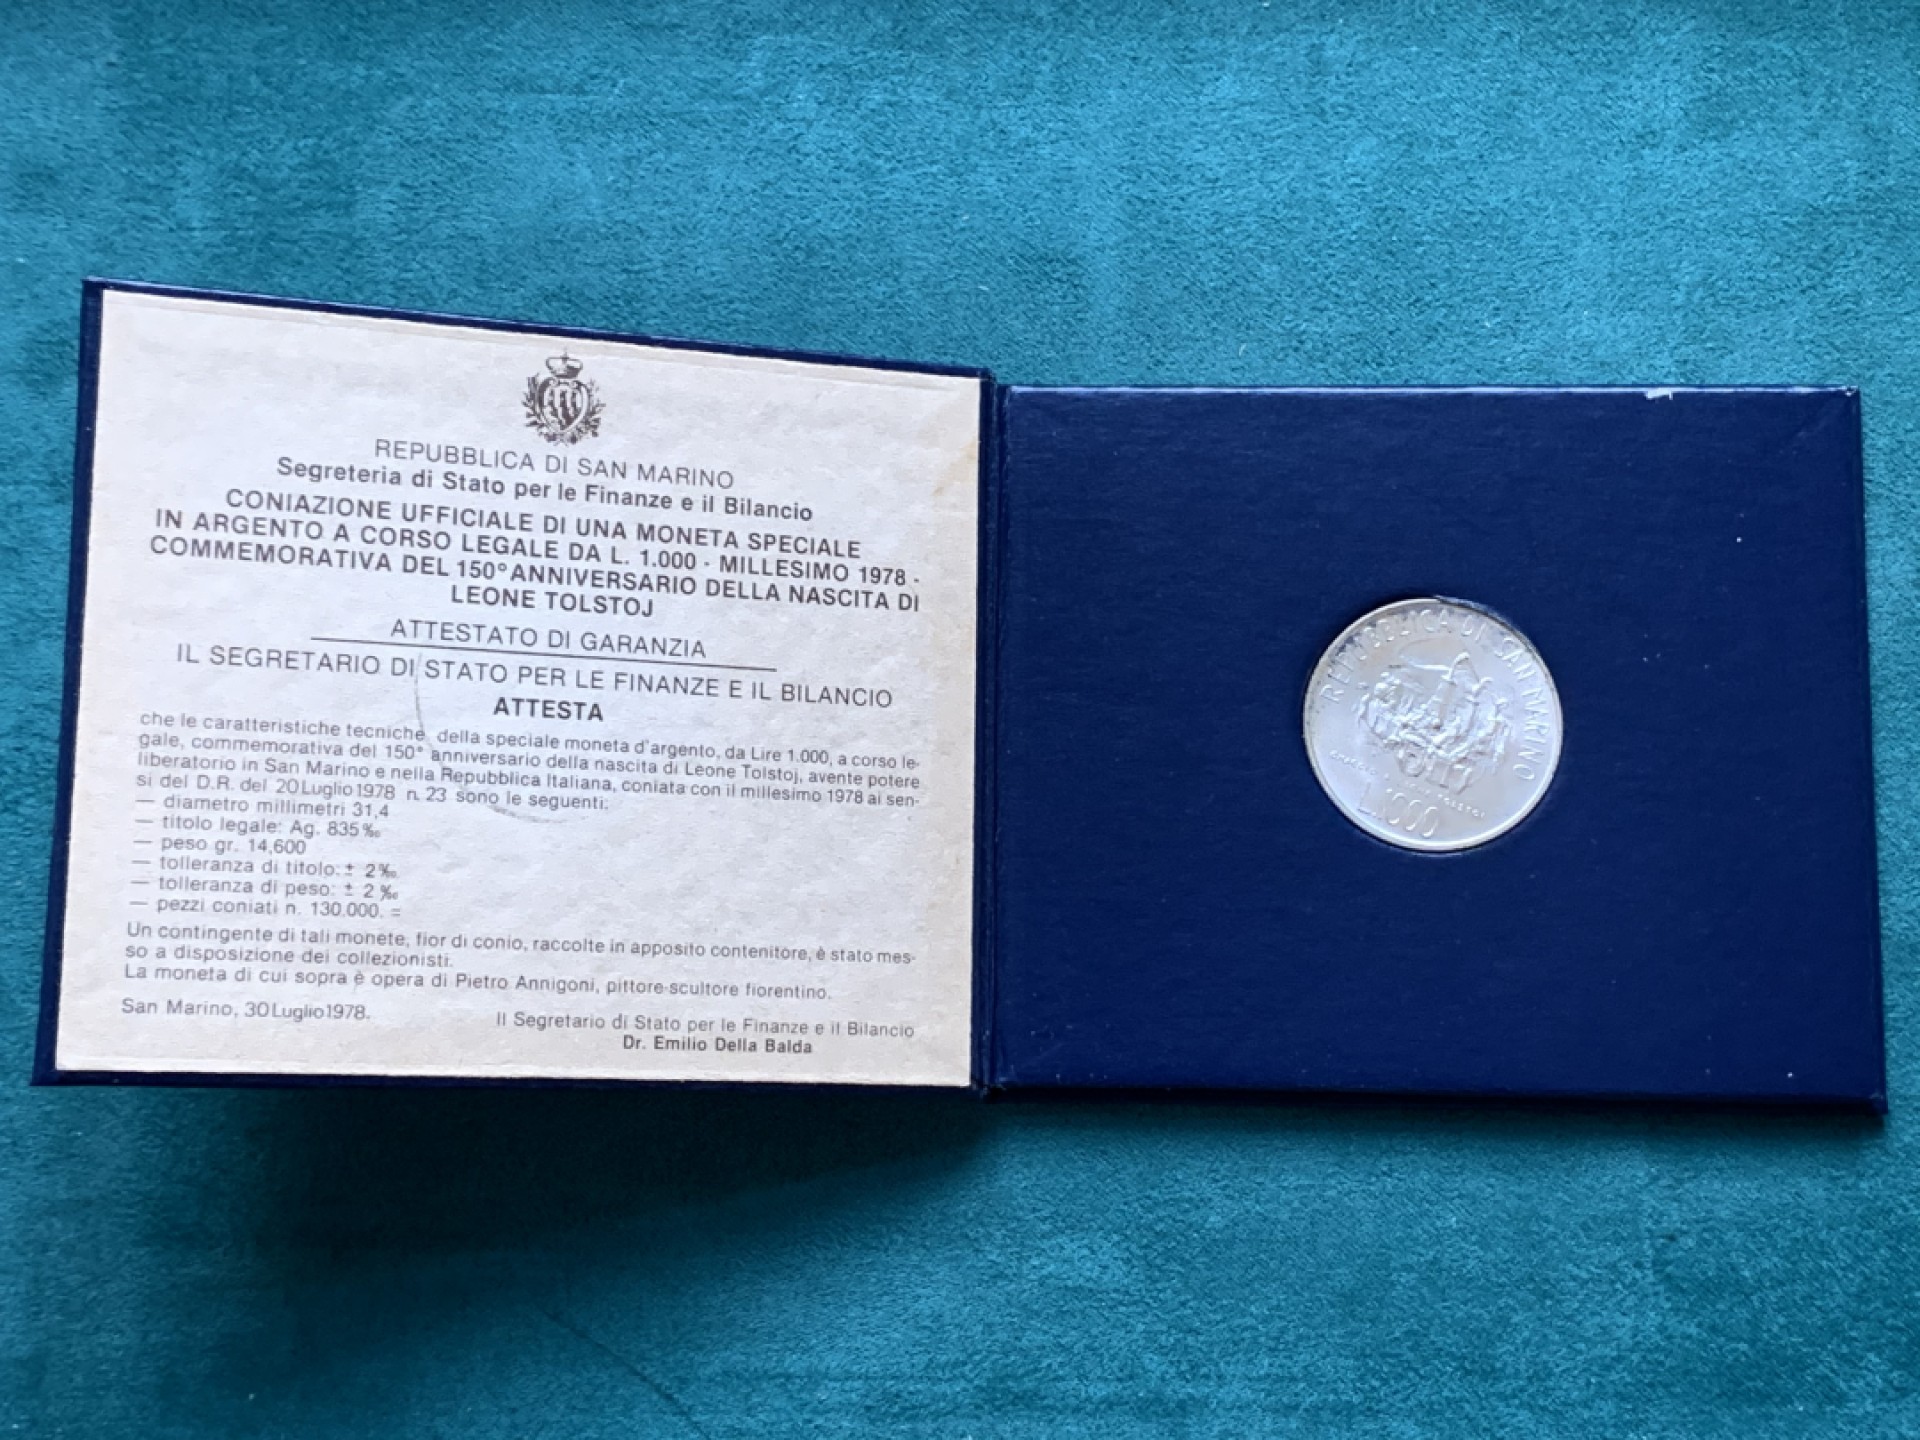 REPUBBLICA DI SAN MARINO
Segreteria di Stato per le Finanze e il Bilancio
CONIAZIONE UFFICIALE DI UNA MONETA SPECIALE
IN ARGENTO A CORSO LEGALE DA L. 1.000 - MILLESIMO 1978 -
COMMEMORATIVA DEL 150° ANNIVERSARIO DELLA NASCITA DI
LEONE TOLSTOJ
ATTESTATO DI GARANZIA
IL SEGRETARIO DI STATO PER LE FINANZE E IL BILANCIO
ATTESTA
che le caratteristiche tecniche della speciale moneta d'argento, da Lire 1.000, a corso le-
gale, commemorativa del 150° anniversario della nascita di Leone Tolstoj, avente potere
liberatorio in San Marino e nella Repubblica Italiana, coniata con il millesimo 1978 ai sen-
si del D.R. del 20 Luglio 1978 n. 23 sono le seguenti:
— diametro millimetri 31,4
— titolo legale: Ag. 835‰
— peso gr. 14,600
— tolleranza di titolo: ± 2‰
— tolleranza di peso: ± 2‰
— pezzi coniati n. 130.000. =
Un contingente di tali monete, fior di conio, raccolte in apposito contenitore, è stato mes-
so a disposizione dei collezionisti.
La moneta di cui sopra è opera di Pietro Annigoni, pittore-scultore fiorentino.
San Marino, 30 Luglio 1978.
Il Segretario di Stato per le Finanze e il Bilancio
Dr. Emilio Della Balda
REPUBBLICA DI SAN MARINO
TOLSTOI
L.1000